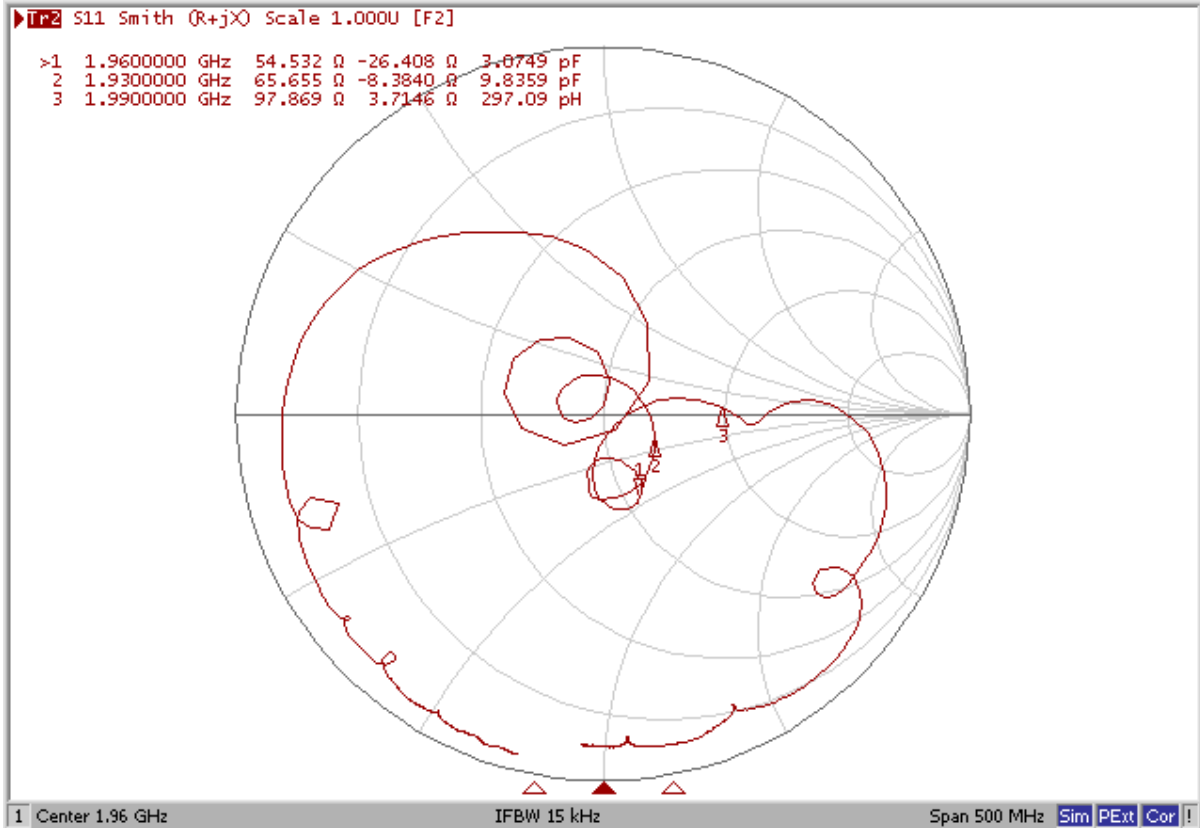 Tr2 S11 Smith (R+jX) Scale 1.000U [F2]
>1 1.9600000 GHz 54.532 Ω -26.408 Ω 3.0749 pF
2 1.9300000 GHz 65.655 Ω -8.3840 Ω 9.8359 pF
3 1.9900000 GHz 97.869 Ω 3.7146 Ω 297.09 pH
3
1
2
1 Center 1.96 GHz IFBW 15 kHz Span 500 MHz Sim PExt Cor !